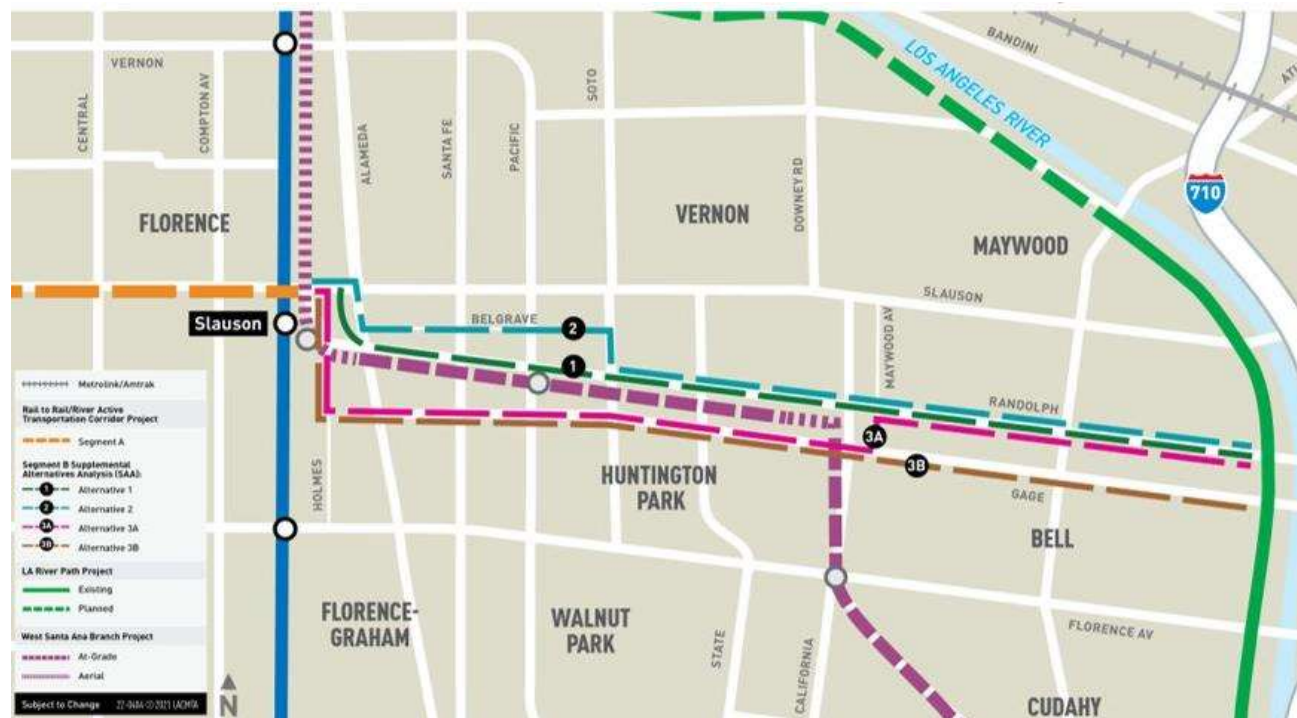 VERNON
CENTRAL
COMPTON AV
ALAMEDA
SANTA FE
PACIFIC
SOTO
DOWNEY RD
BANDINI
LOS ANGELES RIVER
710
FLORENCE
VERNON
MAYWOOD
SLAUSON
Slauson
BELGRAVE
2
1
MAYWOOD AV
RANDOLPH
3A
3B
HOLMES
HUNTINGTON
PARK
GAGE
BELL
FLORENCE-
GRAHAM
WALNUT
PARK
STATE
CALIFORNIA
FLORENCE AV
CUDAHY
Metrolink/Amtrak
Rail to Rail/River Active
Transportation Corridor Project
Segment A
Segment B Supplemental
Alternatives Analysis (SAA):
1 Alternative 1
2 Alternative 2
3A Alternative 3A
3B Alternative 3B
LA River Path Project
Existing
Planned
West Santa Ana Branch Project
At-Grade
Aerial
Subject to Change 22-0404 © 2021 LACMTA
N